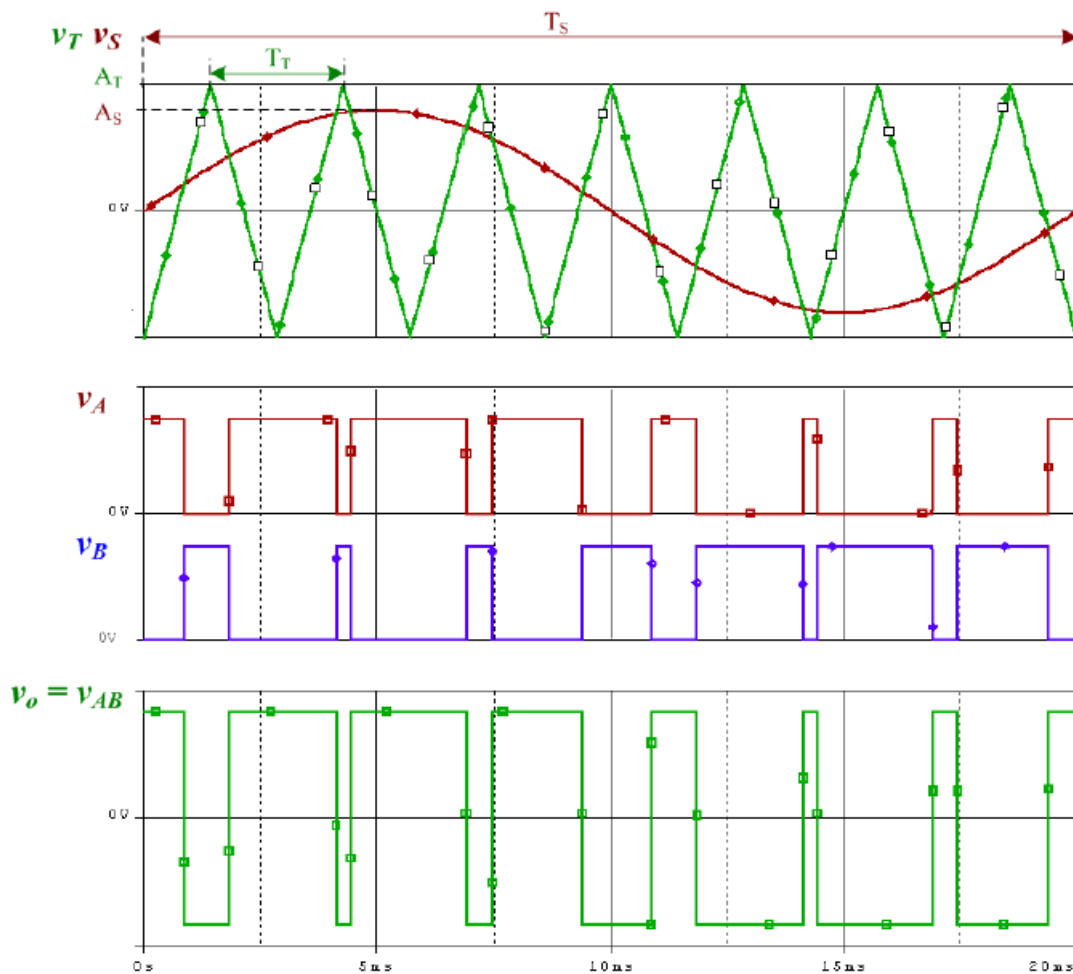 v_T v_S
T_S
T_T
A_T
A_S
0V
v_A
0V
v_B
0V
v_o = v_AB
0V
0s
5ms
10ms
15ms
20ms